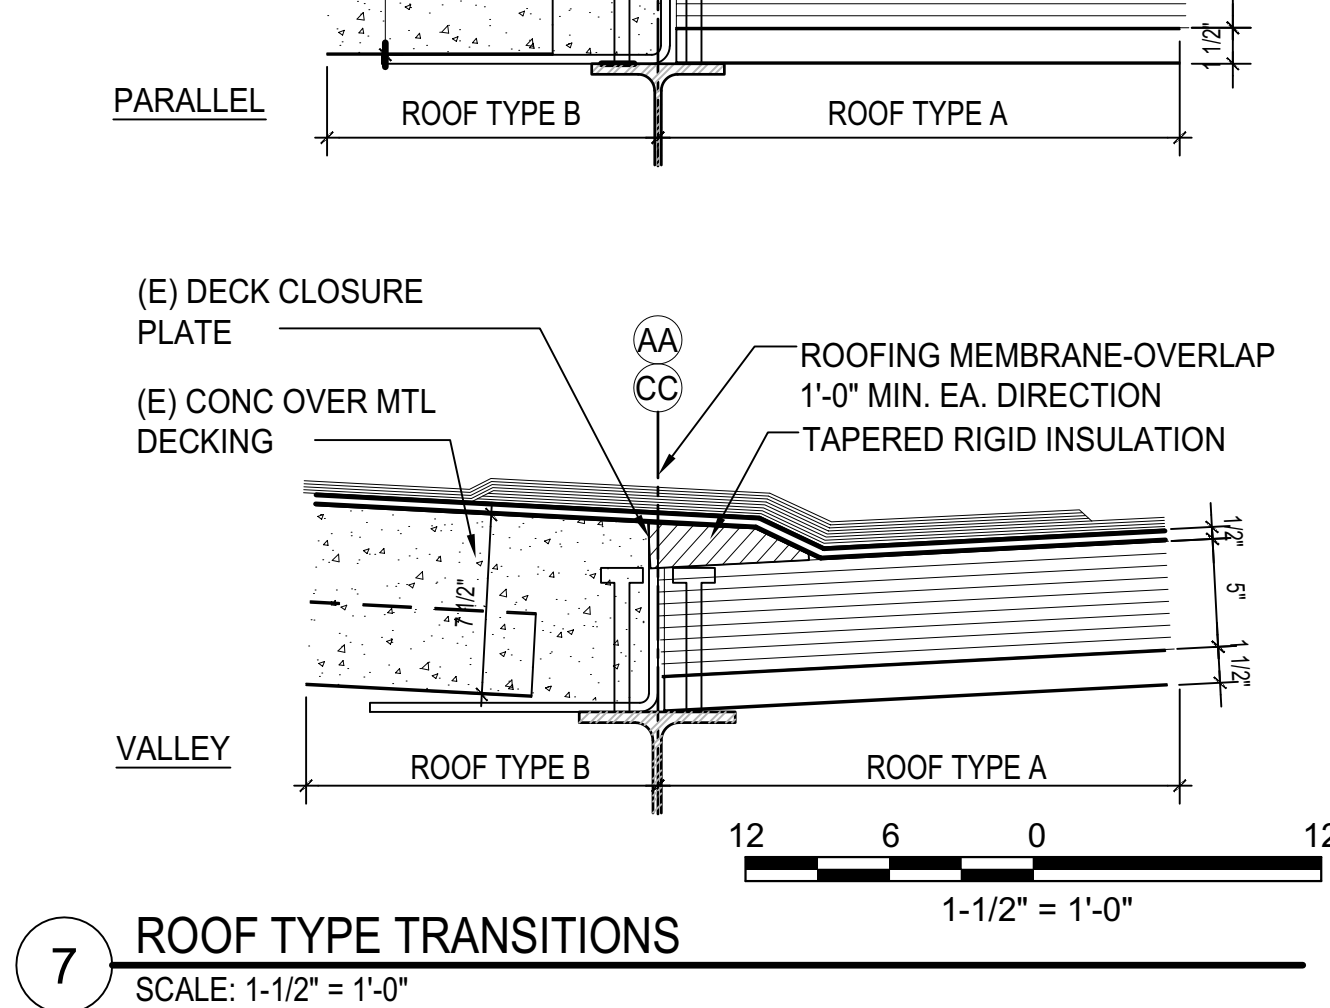 1 1/2"
PARALLEL
ROOF TYPE B
ROOF TYPE A
(E) DECK CLOSURE
PLATE
AA
CC
ROOFING MEMBRANE-OVERLAP
1'-0" MIN. EA. DIRECTION
(E) CONC OVER MTL
DECKING
TAPERED RIGID INSULATION
7 1/2"
1/2"
5"
1 1/2"
VALLEY
ROOF TYPE B
ROOF TYPE A
12 6 0 12
1-1/2" = 1'-0"
7
ROOF TYPE TRANSITIONS
SCALE: 1-1/2" = 1'-0"